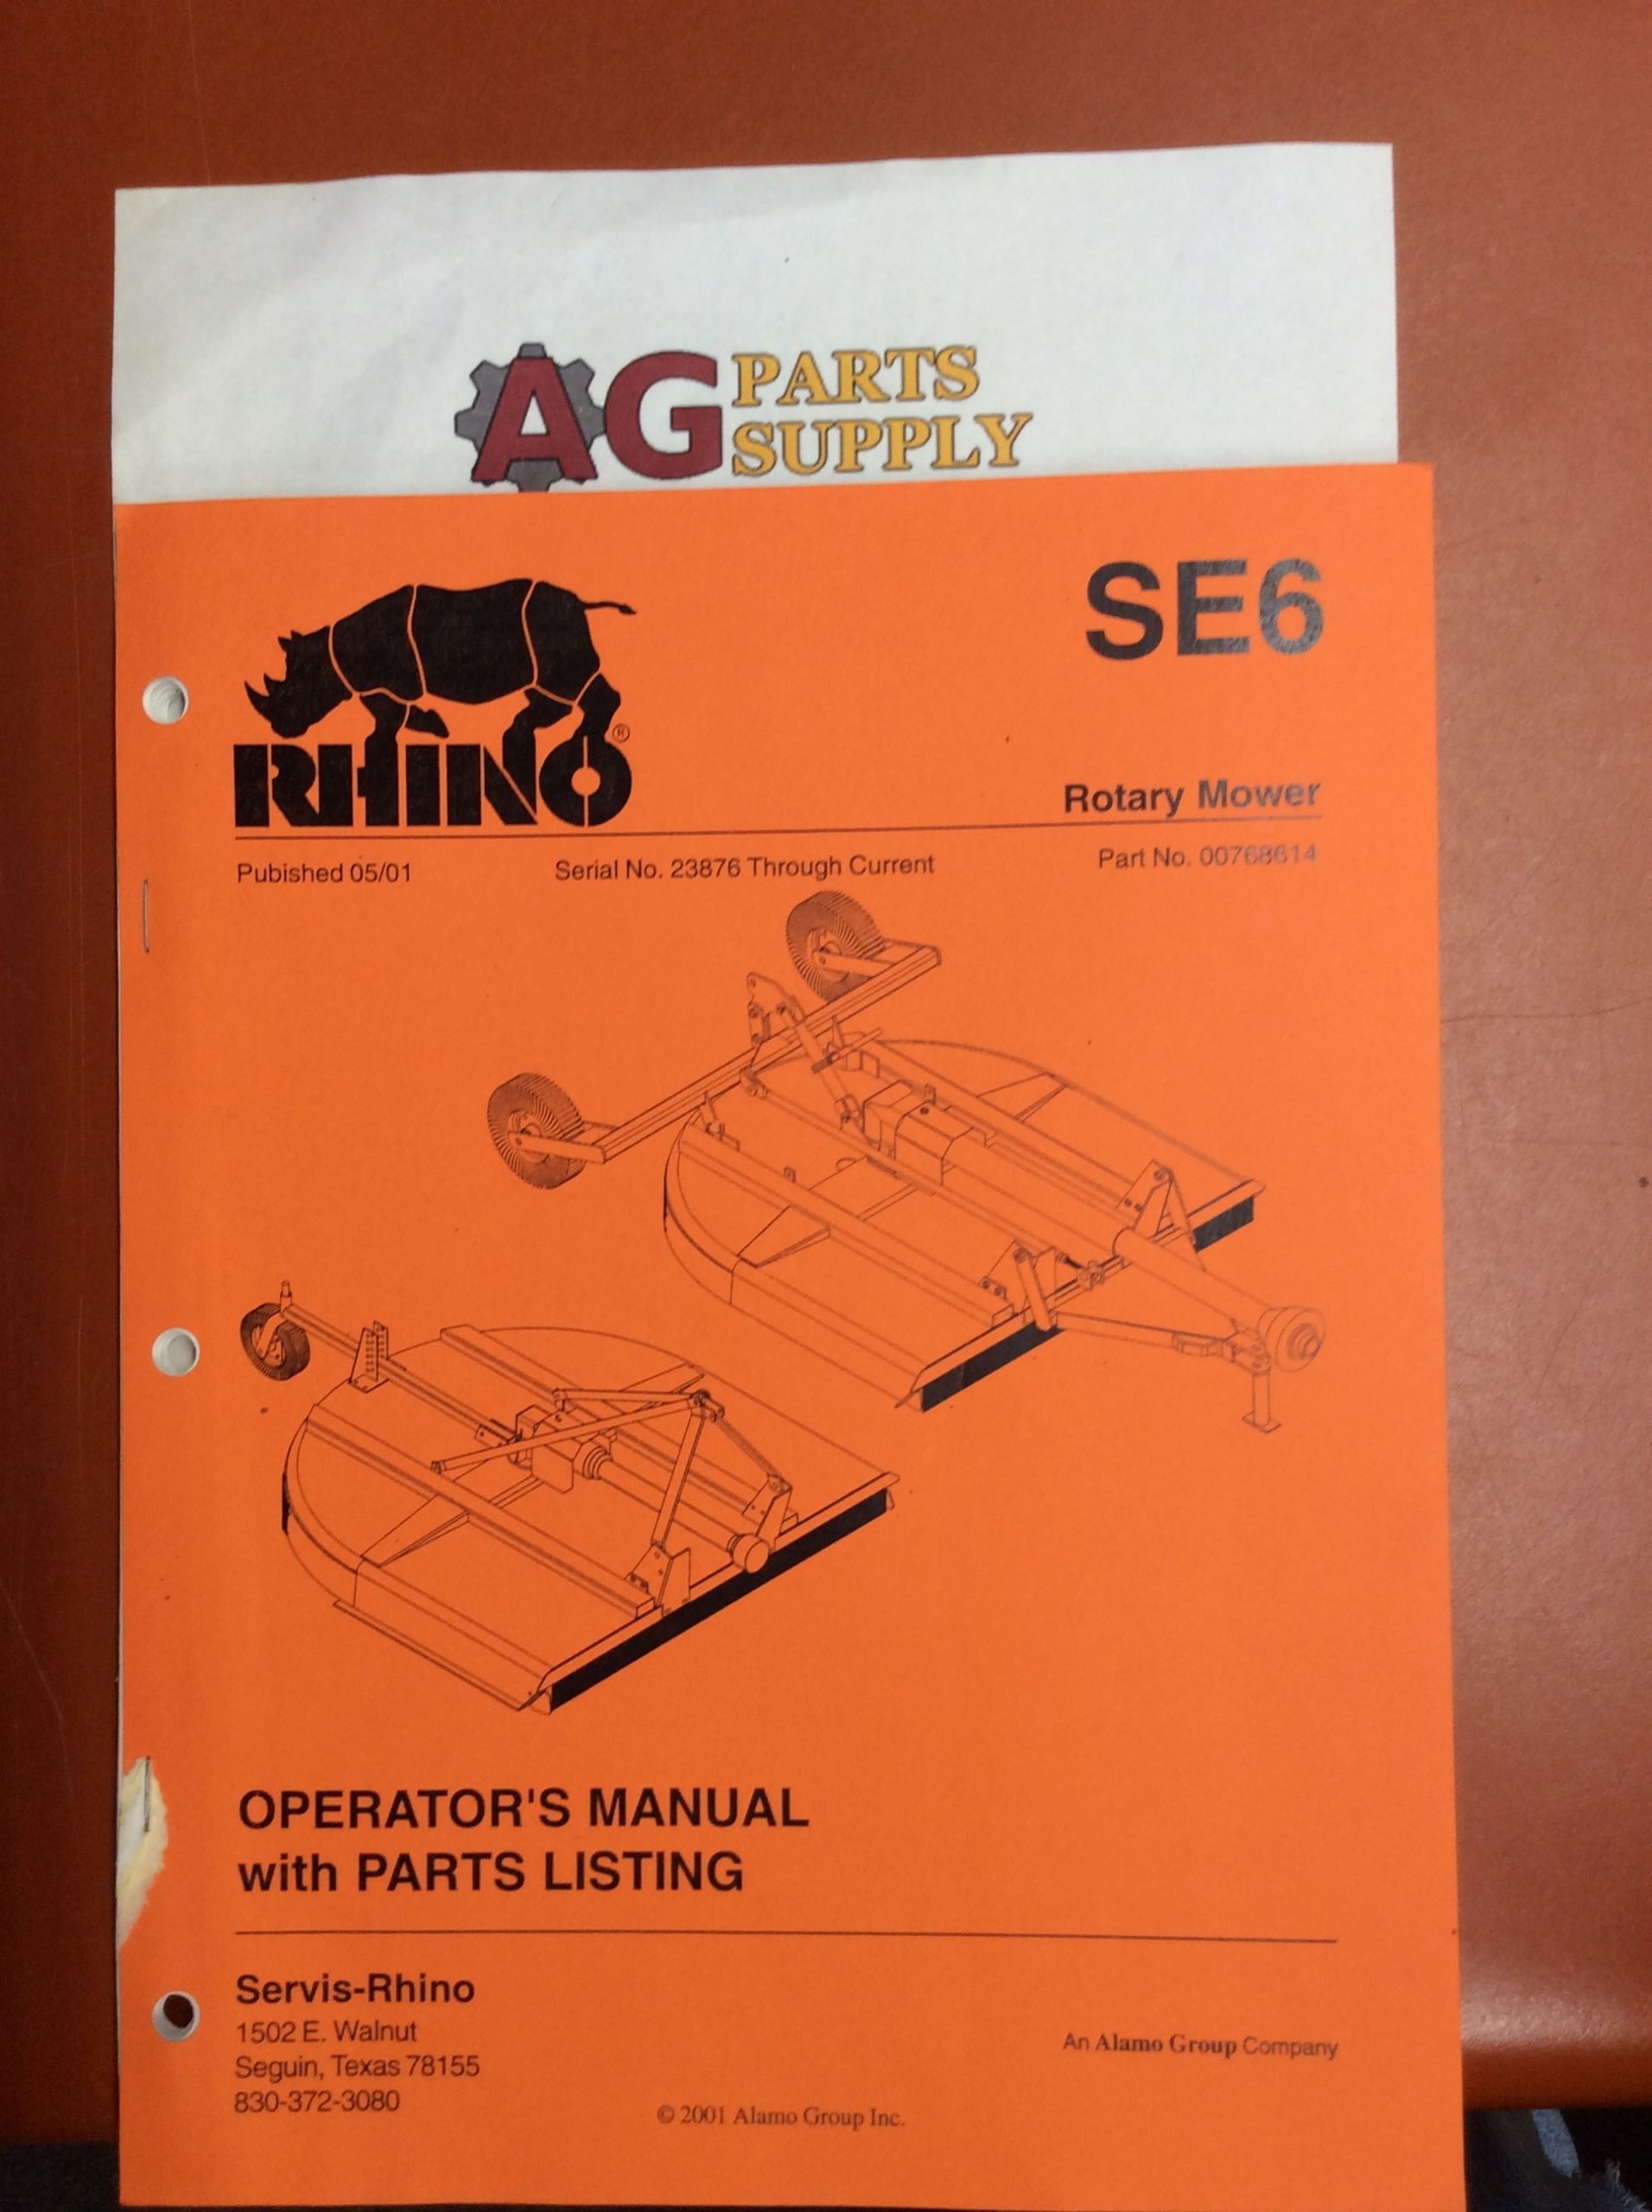 AG PARTS
SUPPLY
SE6
RHINO®
Rotary Mower
Pubished 05/01 Serial No. 23876 Through Current Part No. 00768614
OPERATOR'S MANUAL
with PARTS LISTING
Servis-Rhino
1502 E. Walnut
Seguin, Texas 78155
830-372-3080
An Alamo Group Company
© 2001 Alamo Group Inc.